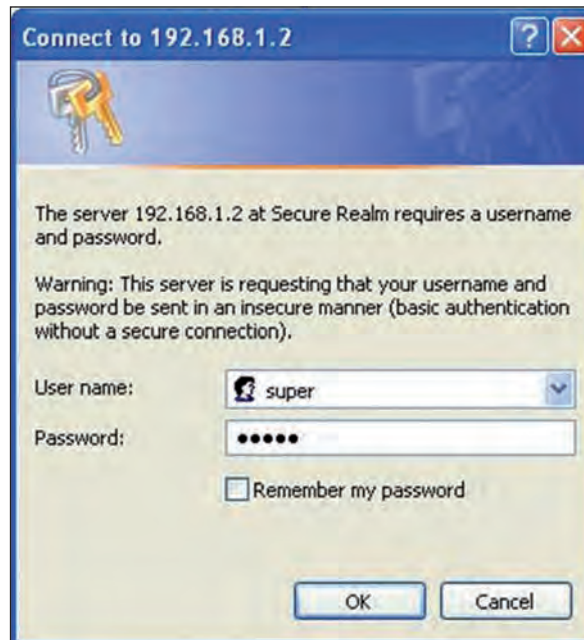 Connect to 192.168.1.2
The server 192.168.1.2 at Secure Realm requires a username
and password.
Warning: This server is requesting that your username and
password be sent in an insecure manner (basic authentication
without a secure connection).
User name:
super
Password:
●●●●●
Remember my password
OK
Cancel